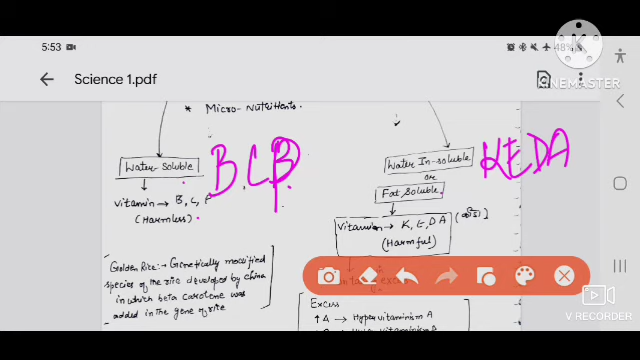 5:53
48%
KINEMASTER
Science 1.pdf
* Micro-Nutrients.
Water-Soluble
BCP
Water In-soluble
KEDA
or
Fat Soluble
Vitamin → B, C, P
(Harmless)
Vitamin → K, E, DA
(Harmful)
Golden Rice :→ Genetically modified
species of the rice developed by china
in which beta carotene was
added in the gene of rice
Excess
↑ A → Hypervitaminism A
V RECORDER